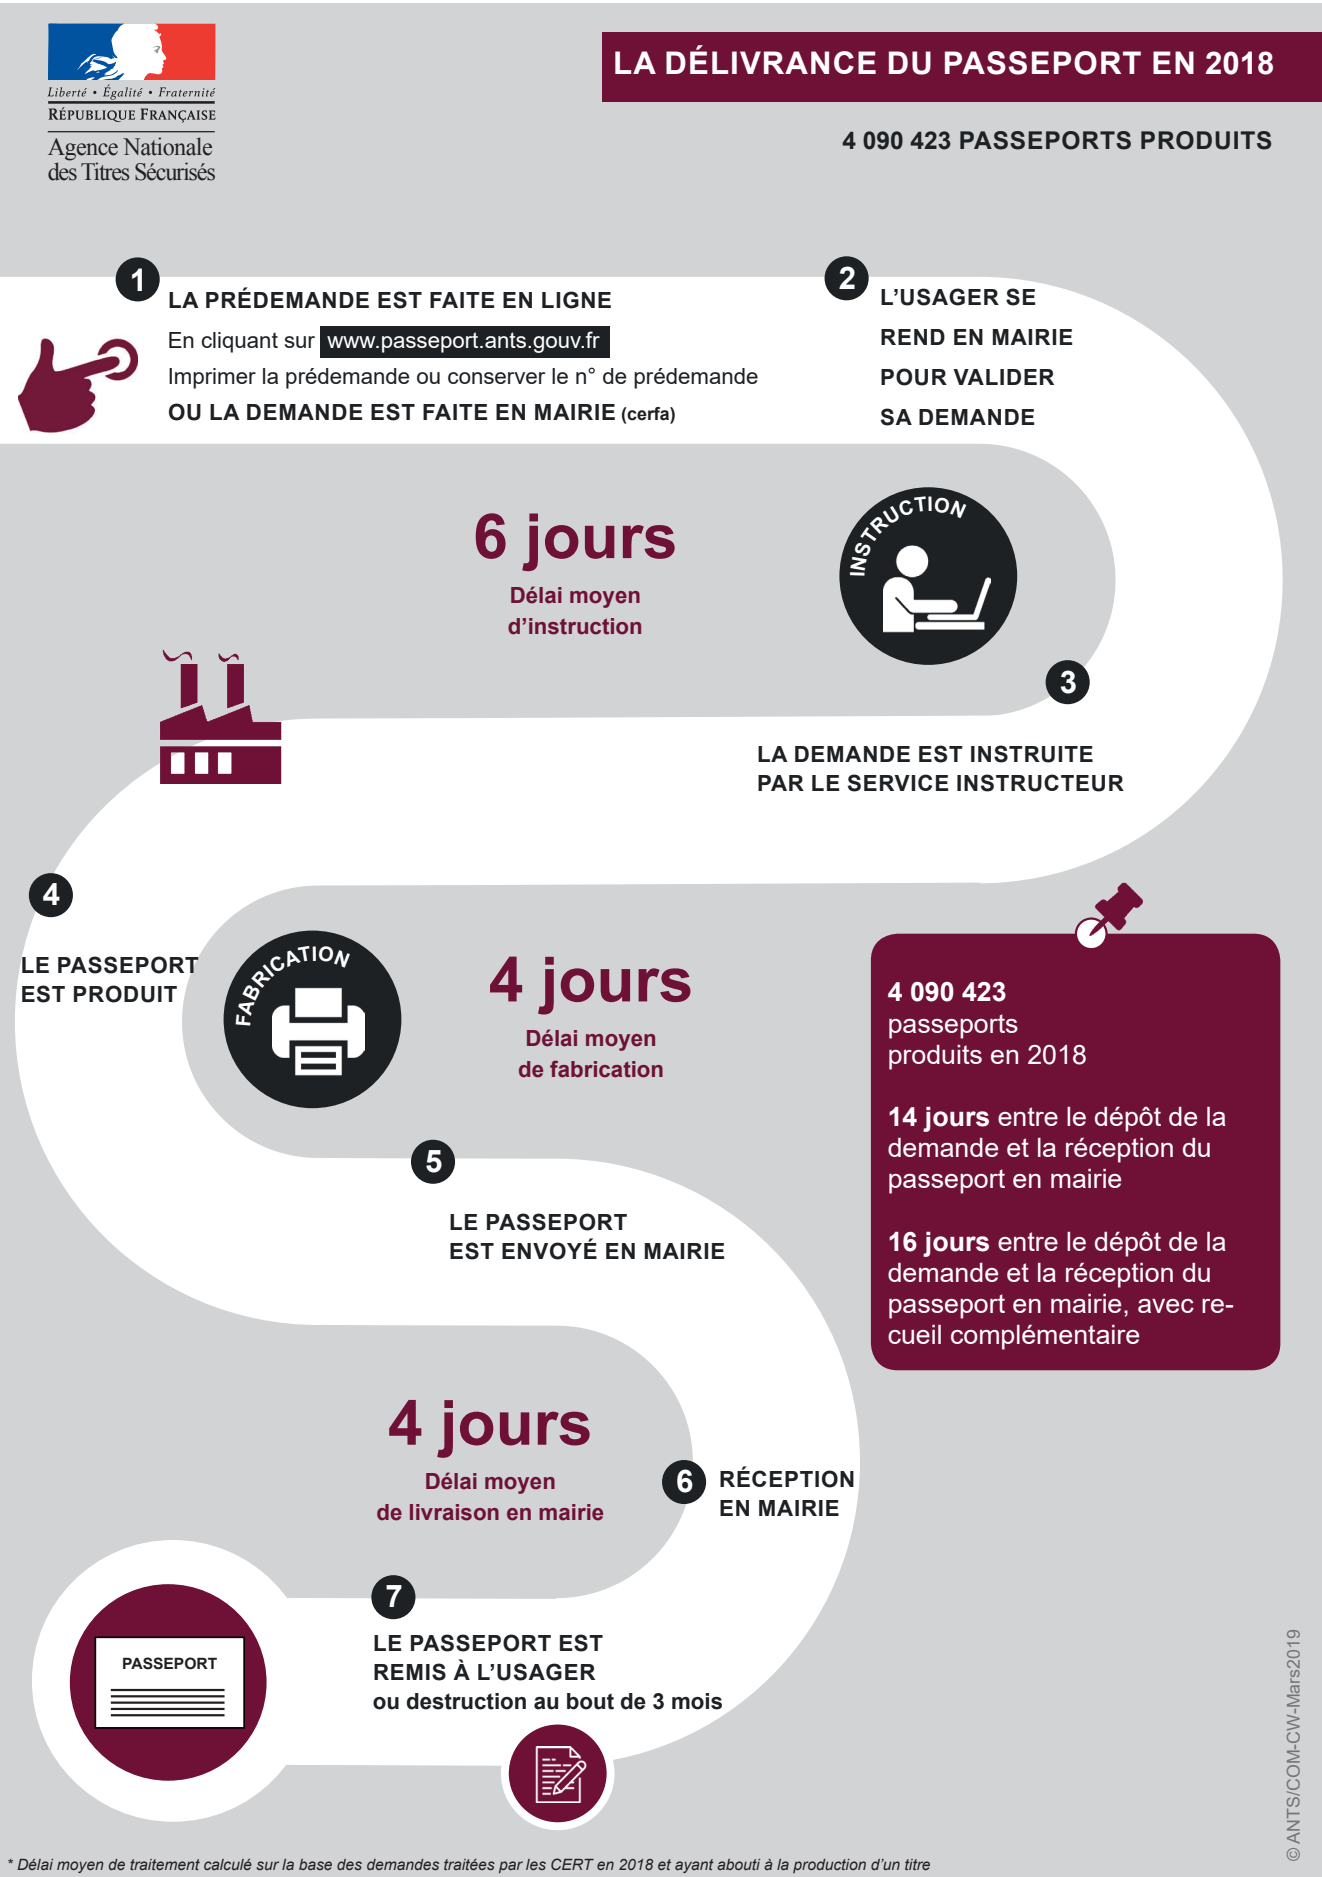 Liberté • Égalité • Fraternité
RÉPUBLIQUE FRANÇAISE
Agence Nationale
des Titres Sécurisés
LA DÉLIVRANCE DU PASSEPORT EN 2018
4 090 423 PASSEPORTS PRODUITS
1
LA PRÉDEMANDE EST FAITE EN LIGNE
En cliquant sur www.passeport.ants.gouv.fr
Imprimer la prédemande ou conserver le n° de prédemande
OU LA DEMANDE EST FAITE EN MAIRIE (cerfa)
2
L’USAGER SE
REND EN MAIRIE
POUR VALIDER
SA DEMANDE
6 jours
Délai moyen
d’instruction
INSTRUCTION
3
LA DEMANDE EST INSTRUITE
PAR LE SERVICE INSTRUCTEUR
4
LE PASSEPORT
EST PRODUIT
FABRICATION
4 jours
Délai moyen
de fabrication
4 090 423
passeports
produits en 2018
14 jours entre le dépôt de la
demande et la réception du
passeport en mairie
16 jours entre le dépôt de la
demande et la réception du
passeport en mairie, avec re-
cueil complémentaire
5
LE PASSEPORT
EST ENVOYÉ EN MAIRIE
4 jours
Délai moyen
de livraison en mairie
6
RÉCEPTION
EN MAIRIE
7
LE PASSEPORT EST
REMIS À L’USAGER
ou destruction au bout de 3 mois
PASSEPORT
© ANTS/COM-CW-Mars2019
* Délai moyen de traitement calculé sur la base des demandes traitées par les CERT en 2018 et ayant abouti à la production d’un titre